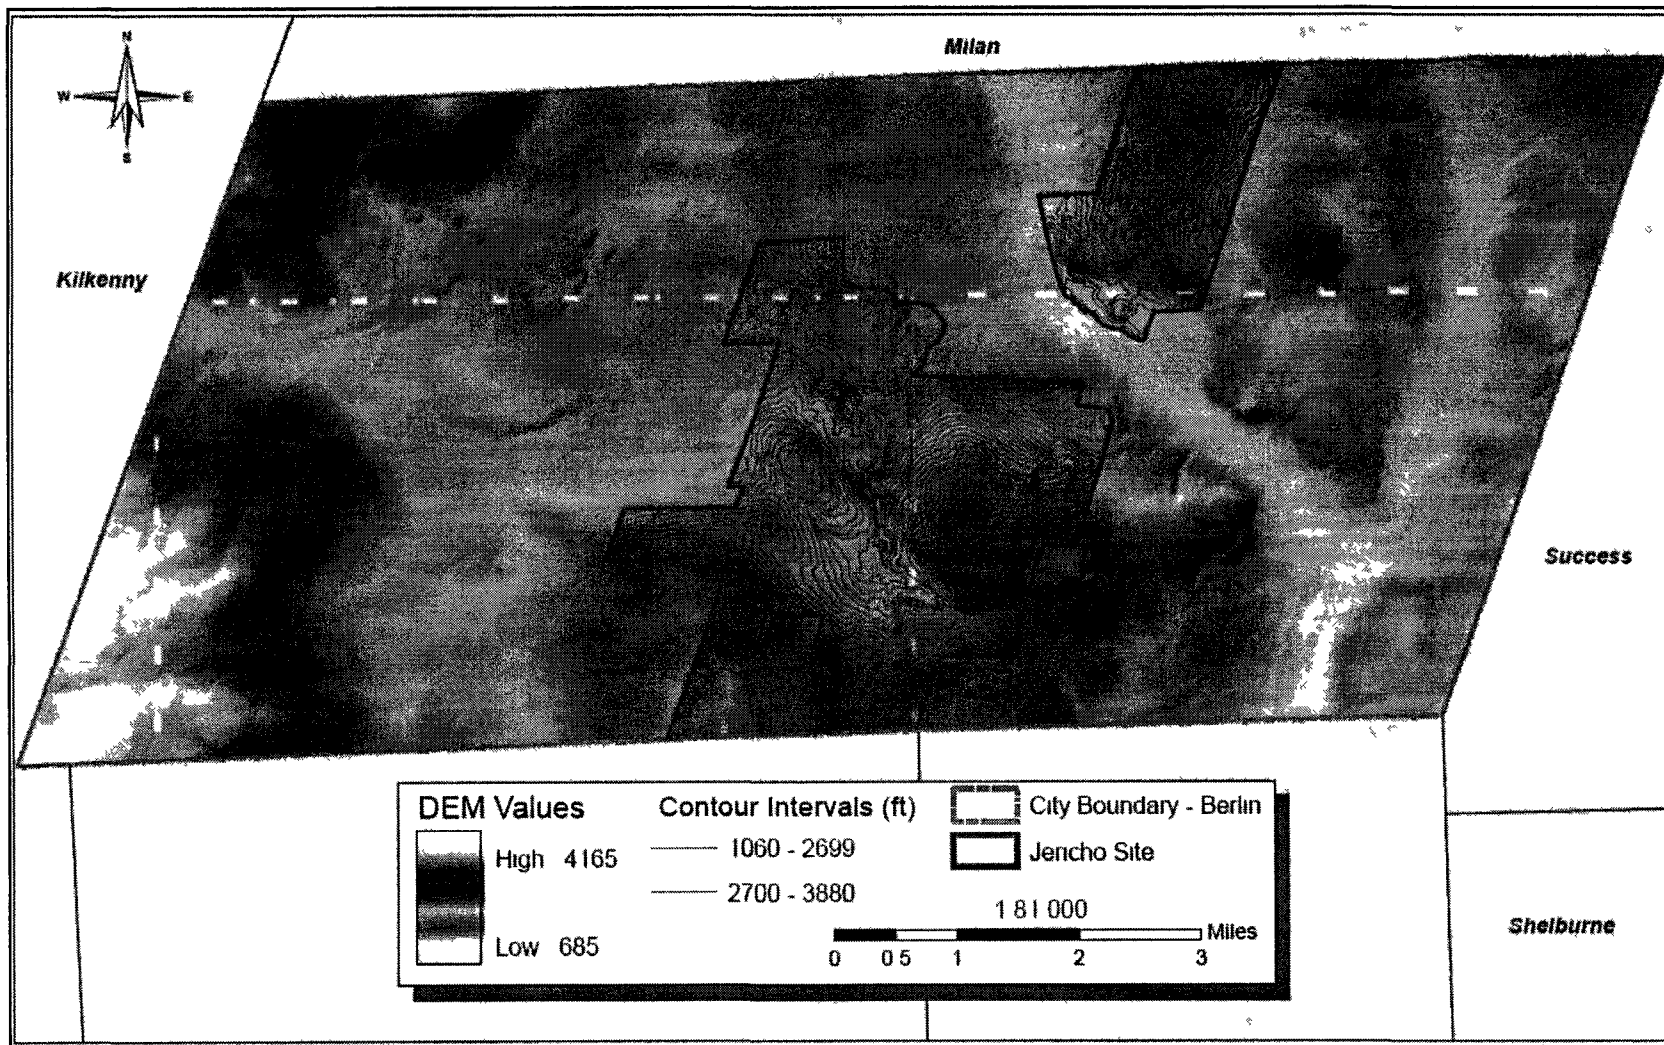 Milan
N
W E
S
Kilkenny
Success
DEM Values
High 4165
Low 685
Contour Intervals (ft)
1060 - 2699
2700 - 3880
City Boundary - Berlin
Jericho Site
1 81 000
Miles
0 0 5 1 2 3
Shelburne